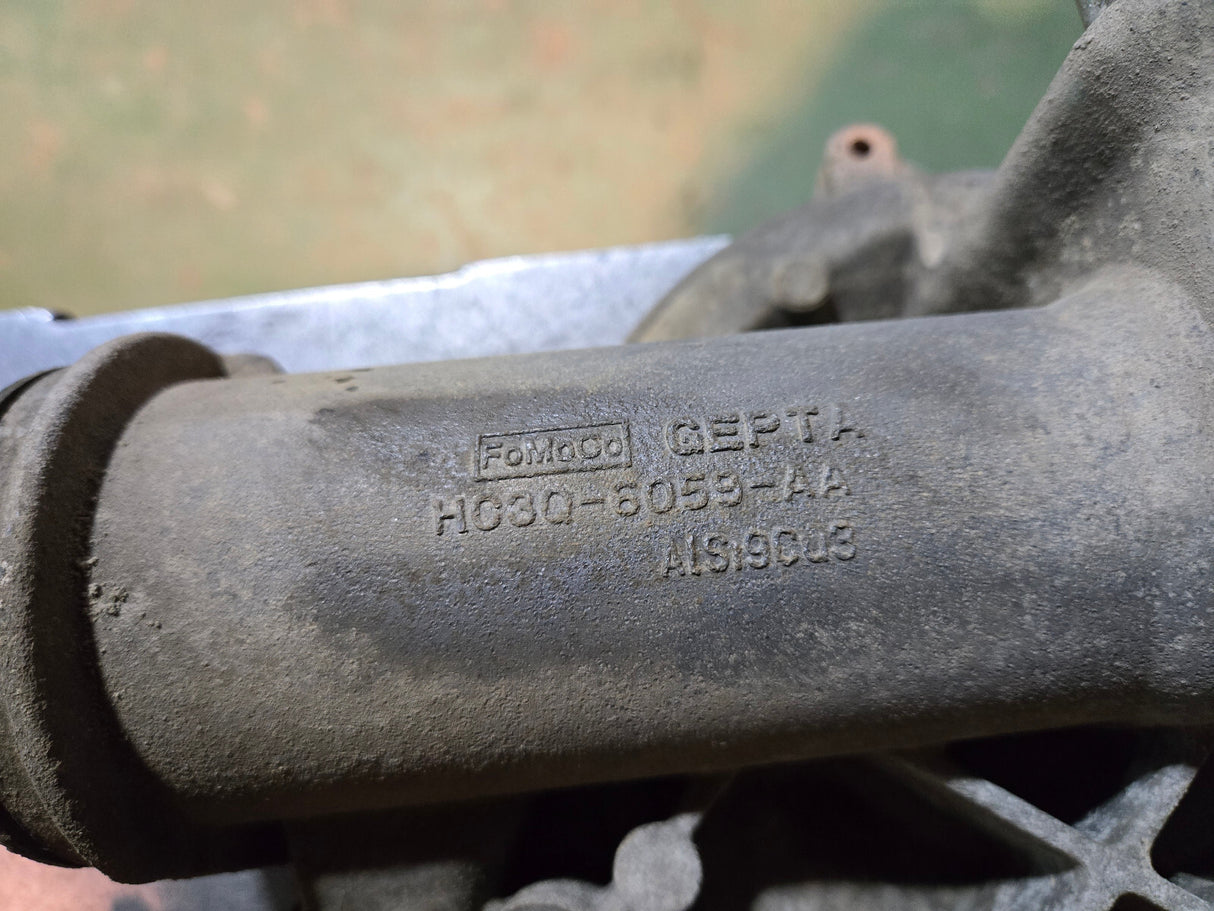 FoMoCo GEPTA
HC3Q-6059-AA
AlSi9Cu3